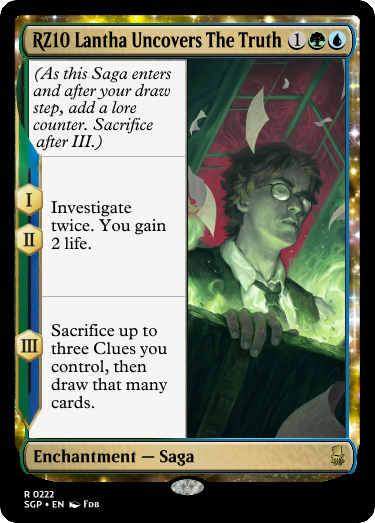 RZ10 Lantha Uncovers The Truth 1
(As this Saga enters
and after your draw
step, add a lore
counter. Sacrifice
after III.)
I
Investigate
twice. You gain
2 life.
II
III
Sacrifice up to
three Clues you
control, then
draw that many
cards.
Enchantment — Saga
R 0222
SGP • EN FDB